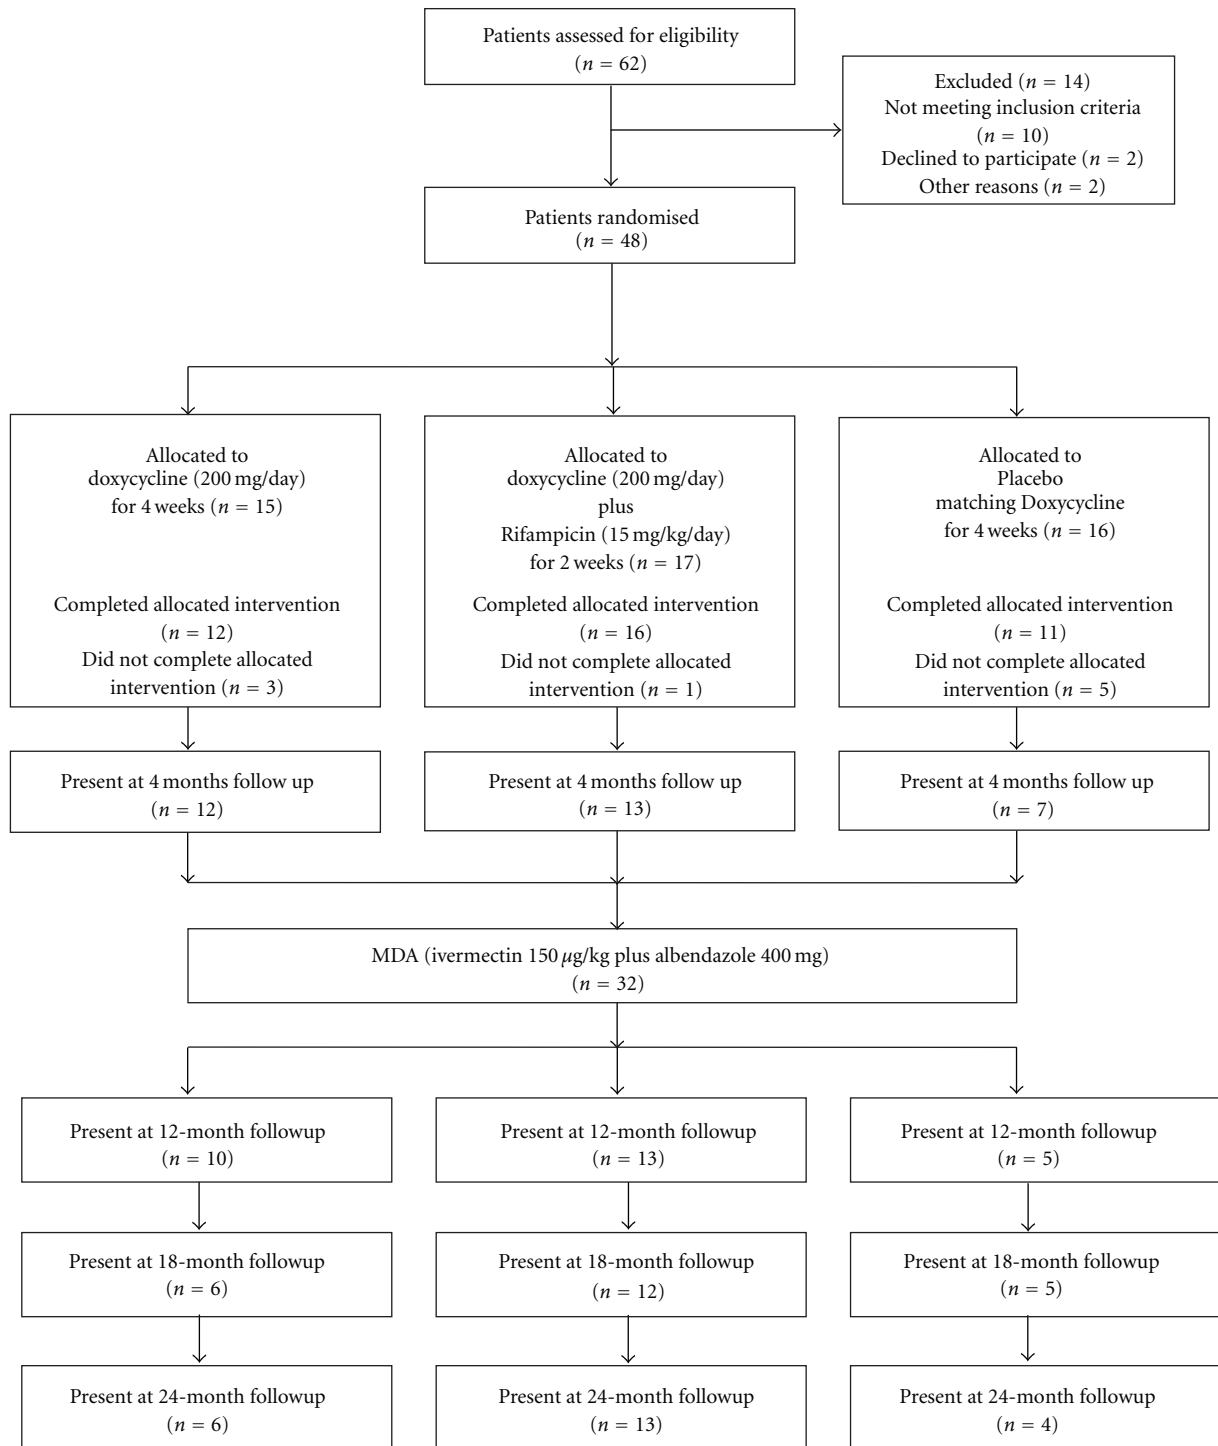 Patients assessed for eligibility
(n = 62)
Excluded (n = 14)
Not meeting inclusion criteria
(n = 10)
Declined to participate (n = 2)
Other reasons (n = 2)
Patients randomised
(n = 48)
Allocated to
doxycycline (200 mg/day)
for 4 weeks (n = 15)
Completed allocated intervention
(n = 12)
Did not complete allocated
intervention (n = 3)
Allocated to
doxycycline (200 mg/day)
plus
Rifampicin (15 mg/kg/day)
for 2 weeks (n = 17)
Completed allocated intervention
(n = 16)
Did not complete allocated
intervention (n = 1)
Allocated to
Placebo
matching Doxycycline
for 4 weeks (n = 16)
Completed allocated intervention
(n = 11)
Did not complete allocated
intervention (n = 5)
Present at 4 months follow up
(n = 12)
Present at 4 months follow up
(n = 13)
Present at 4 months follow up
(n = 7)
MDA (ivermectin 150 μg/kg plus albendazole 400 mg)
(n = 32)
Present at 12-month followup
(n = 10)
Present at 12-month followup
(n = 13)
Present at 12-month followup
(n = 5)
Present at 18-month followup
(n = 6)
Present at 18-month followup
(n = 12)
Present at 18-month followup
(n = 5)
Present at 24-month followup
(n = 6)
Present at 24-month followup
(n = 13)
Present at 24-month followup
(n = 4)